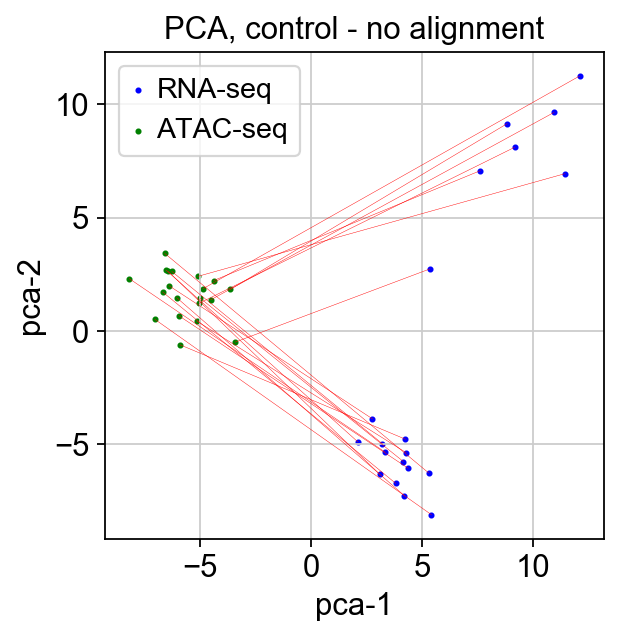 PCA, control - no alignment
RNA-seq
ATAC-seq
10
5
0
−5
pca-2
−5 0 5 10
pca-1